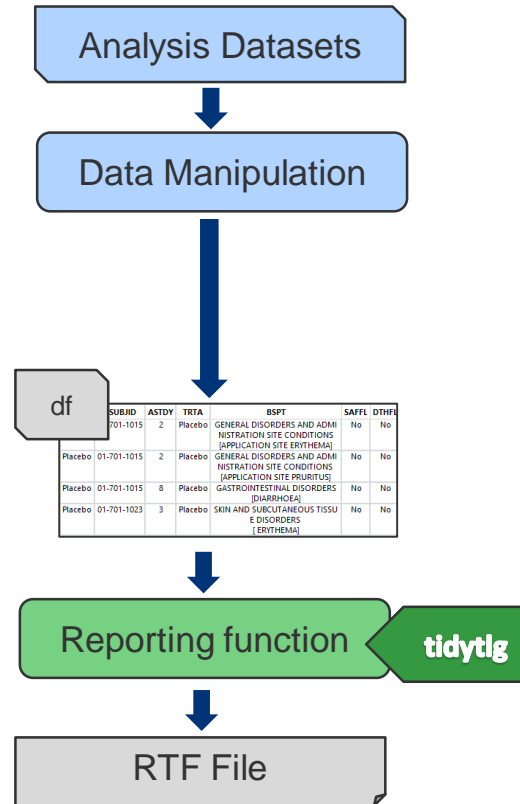 Analysis Datasets
Data Manipulation
df
SUBJID ASTDY TRTA BSPT SAFFL DTHFL
-701-1015 2 Placebo GENERAL DISORDERS AND ADMI No No
NISTRATION SITE CONDITIONS
[APPLICATION SITE ERYTHEMA]
Placebo 01-701-1015 2 Placebo GENERAL DISORDERS AND ADMI No No
NISTRATION SITE CONDITIONS
[APPLICATION SITE PRURITUS]
Placebo 01-701-1015 8 Placebo GASTROINTESTINAL DISORDERS No No
[DIARRHOEA]
Placebo 01-701-1023 3 Placebo SKIN AND SUBCUTANEOUS TISSU No No
E DISORDERS
[ ERYTHEMA]
Reporting function
tidytlg
RTF File